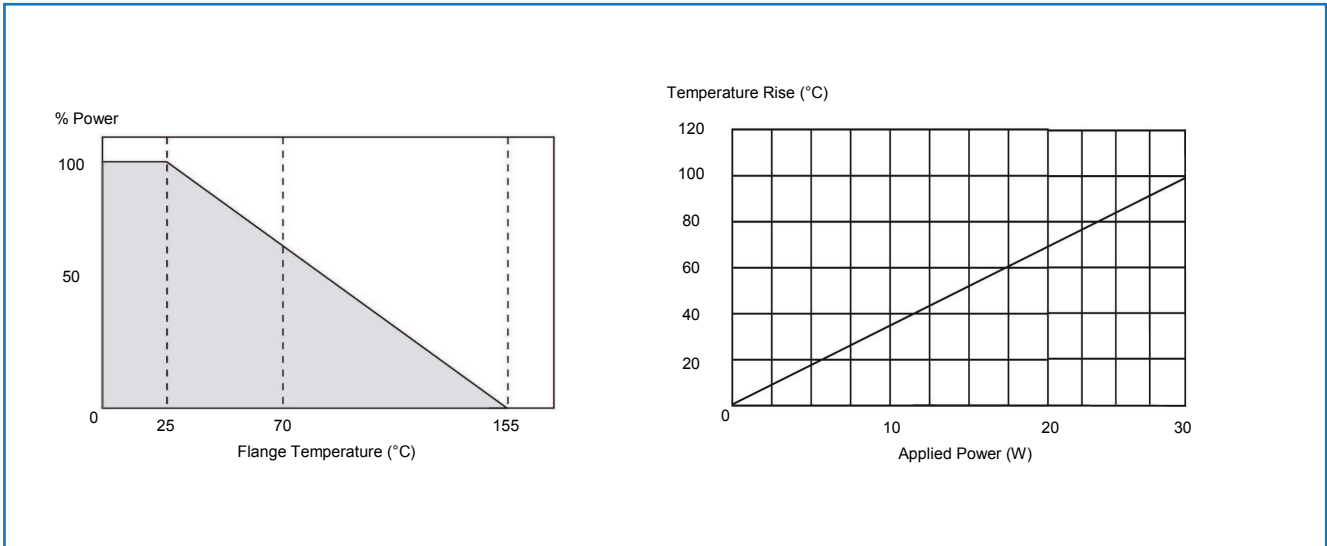 % Power
100
50
0
25 70 155
Flange Temperature (°C)
Temperature Rise (°C)
120
100
80
60
40
20
0
10 20 30
Applied Power (W)